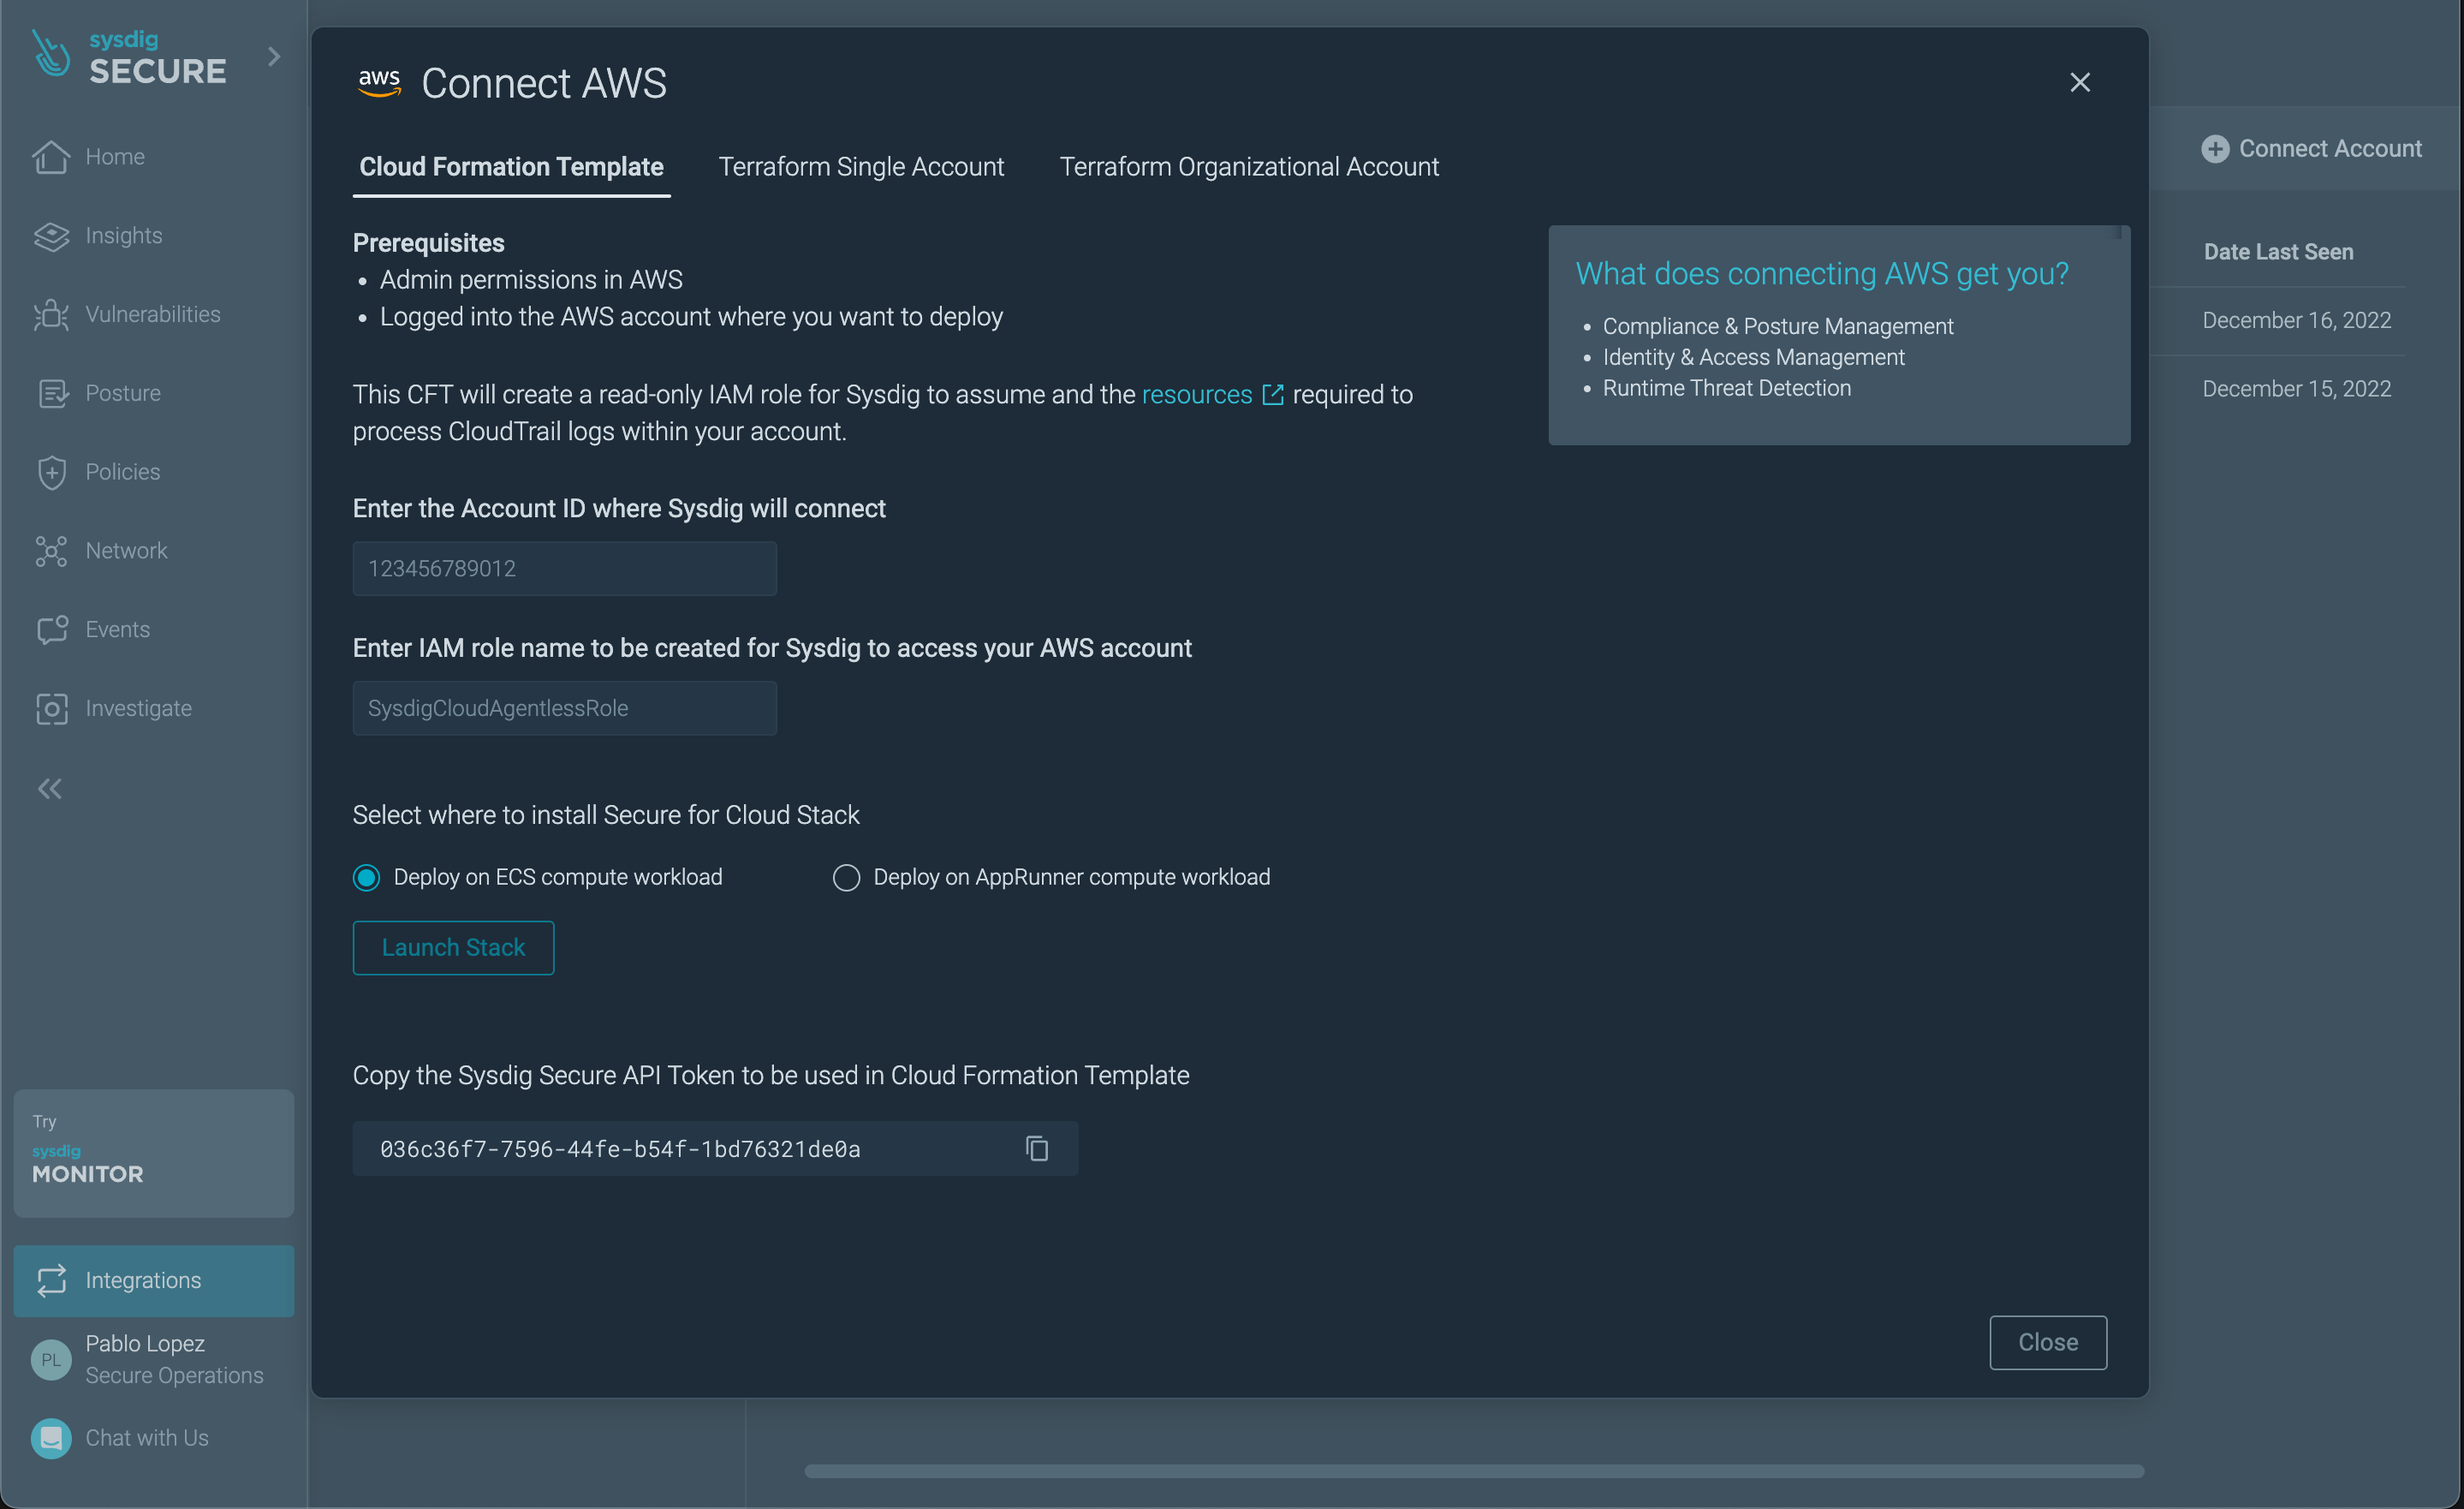 sysdig
SECURE
Home
Insights
Vulnerabilities
Posture
Policies
Network
Events
Investigate
Try
sysdig
MONITOR
Integrations
PL
Pablo Lopez
Secure Operations
Chat with Us
aws Connect AWS
Cloud Formation Template
Terraform Single Account
Terraform Organizational Account
Prerequisites
• Admin permissions in AWS
• Logged into the AWS account where you want to deploy
This CFT will create a read-only IAM role for Sysdig to assume and the resources required to
process CloudTrail logs within your account.
Enter the Account ID where Sysdig will connect
123456789012
Enter IAM role name to be created for Sysdig to access your AWS account
SysdigCloudAgentlessRole
Select where to install Secure for Cloud Stack
Deploy on ECS compute workload
Deploy on AppRunner compute workload
Launch Stack
Copy the Sysdig Secure API Token to be used in Cloud Formation Template
036c36f7-7596-44fe-b54f-1bd76321de0a
What does connecting AWS get you?
• Compliance & Posture Management
• Identity & Access Management
• Runtime Threat Detection
Close
Connect Account
Date Last Seen
December 16, 2022
December 15, 2022